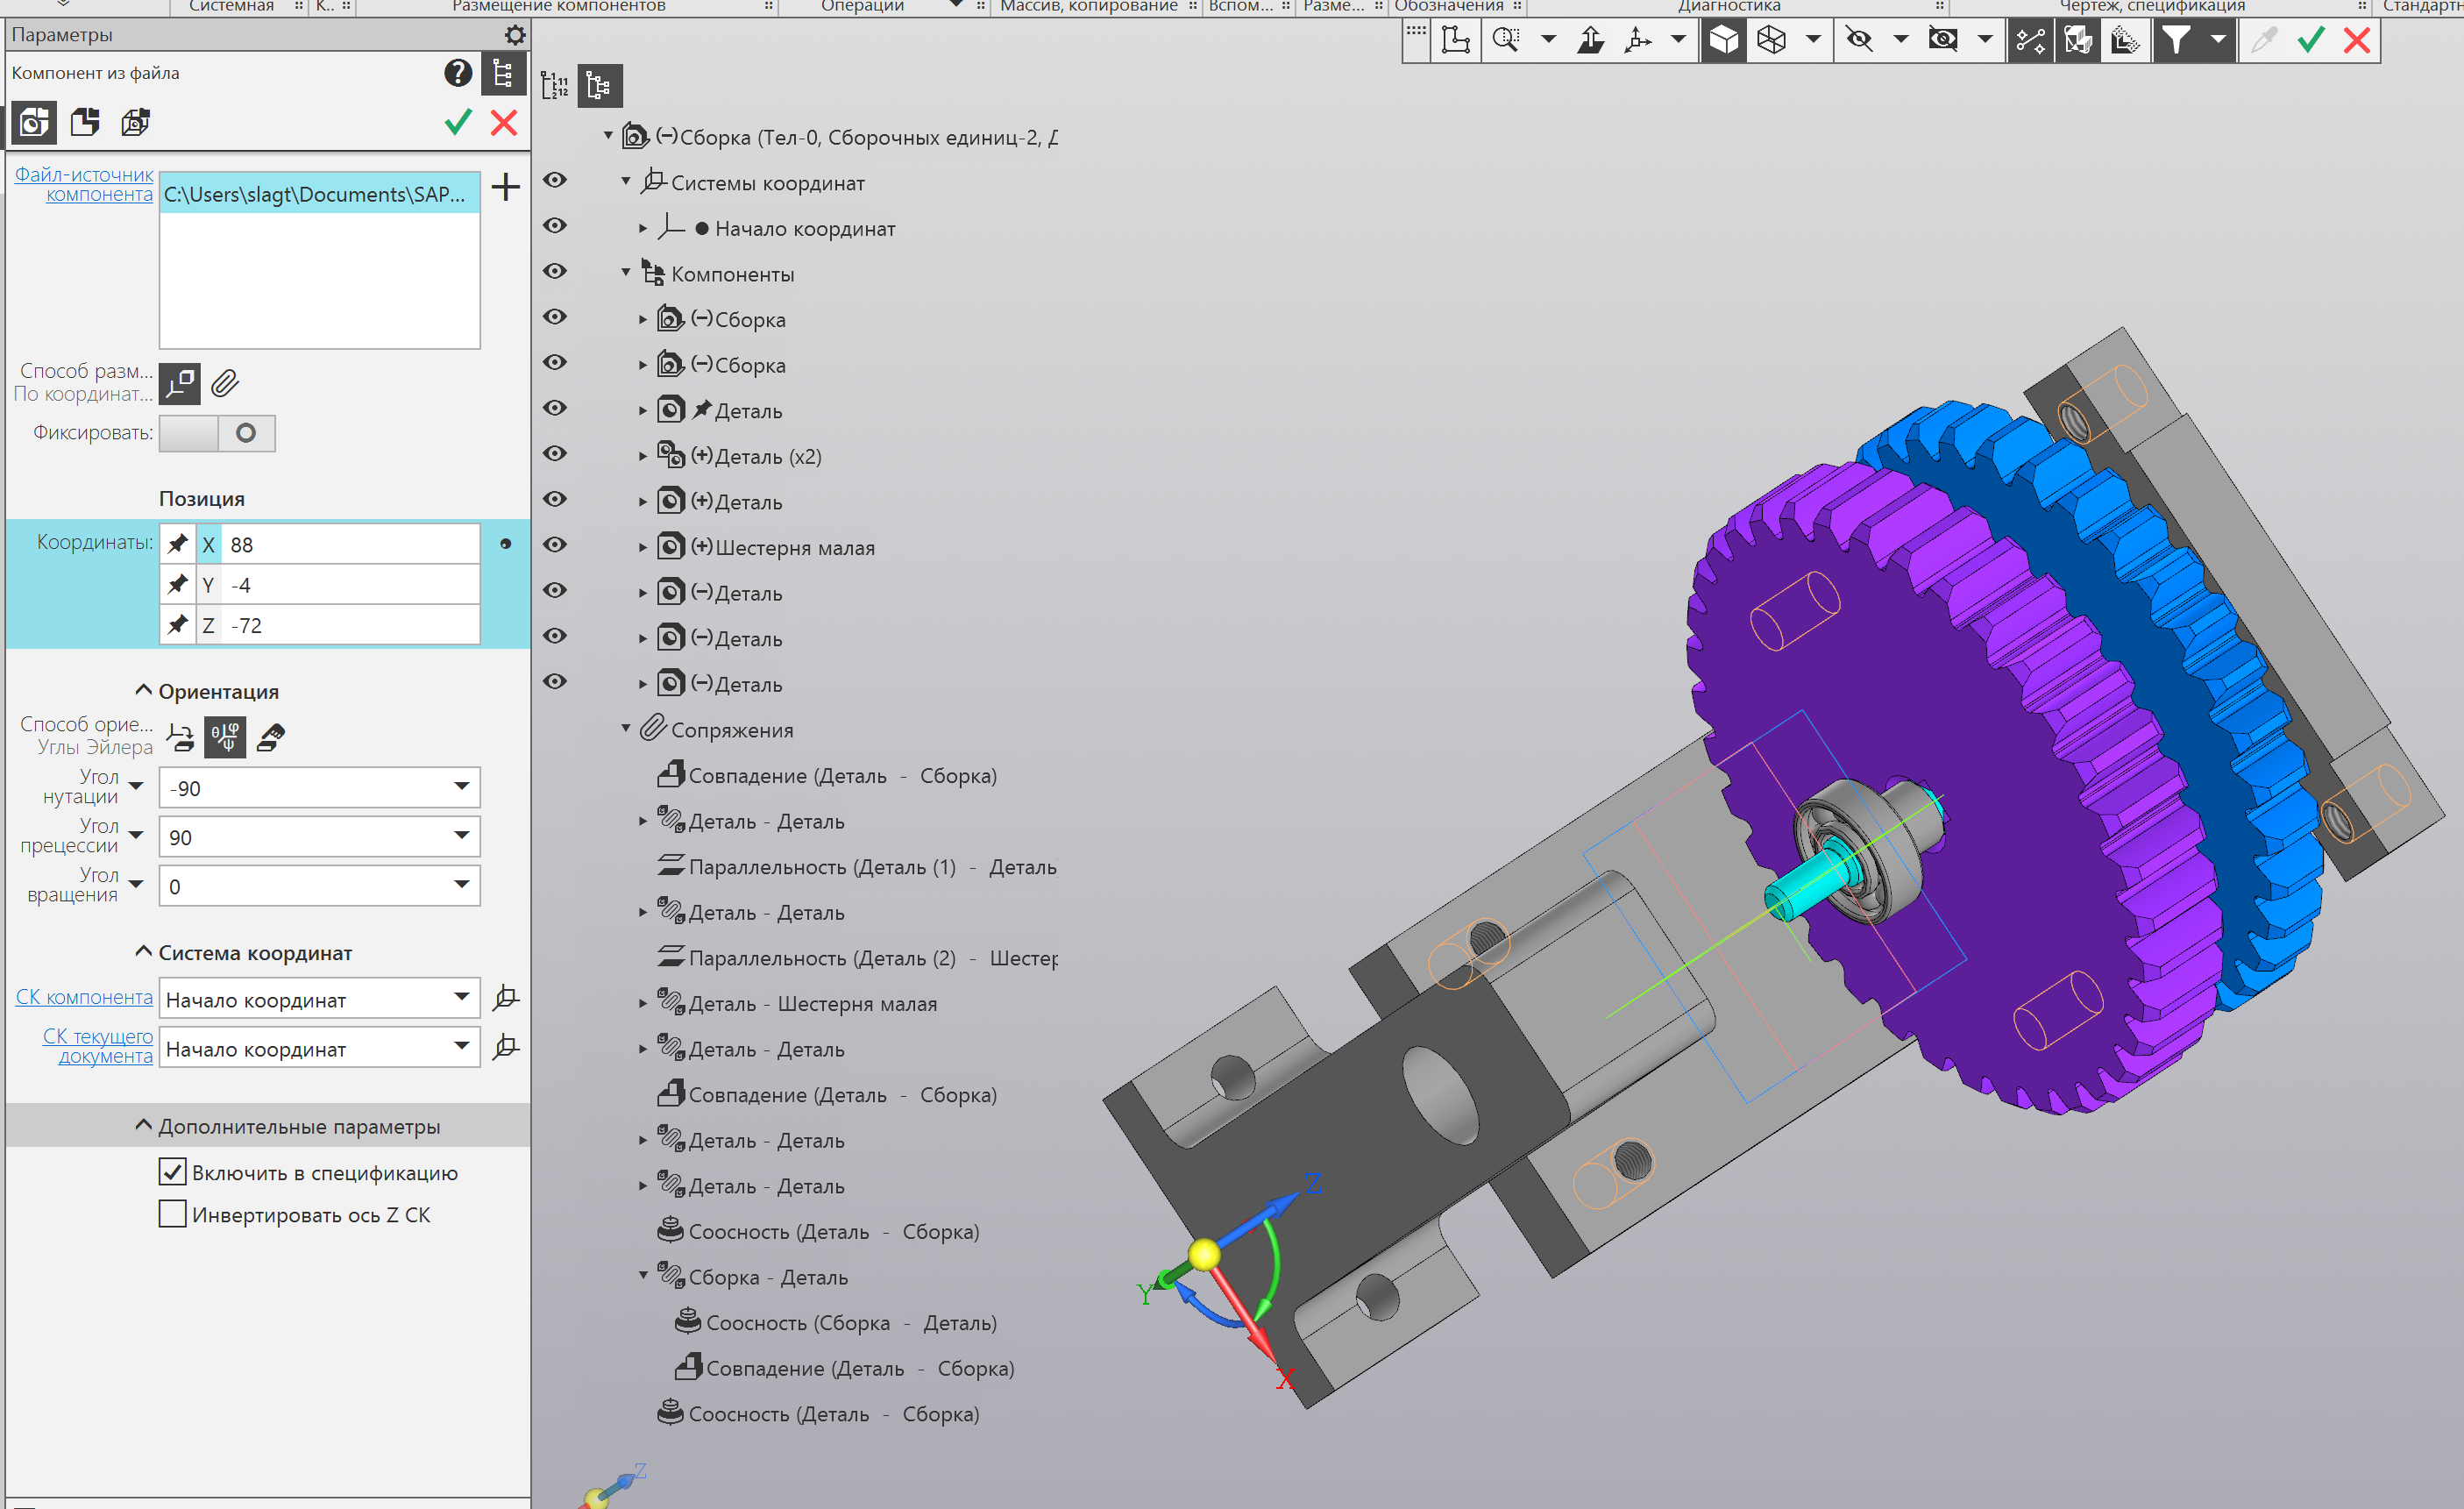 Системная
К..
Размещение компонентов
Операции
Массив, копирование
Вспом...
Разме...
Обозначения
Диагностика
Чертеж, спецификация
Параметры
Компонент из файла
Файл-источник
компонента
C:\Users\slagt\Documents\SAP...
Способ разм...
По координат...
Фиксировать:
Позиция
Координаты:
X 88
Y -4
Z -72
Ориентация
Способ орие...
Углы Эйлера
θ φ ψ
Угол
нутации
-90
Угол
прецессии
90
Угол
вращения
0
Система координат
СК компонента
Начало координат
СК текущего
документа
Начало координат
Дополнительные параметры
Включить в спецификацию
Инвертировать ось Z СК
(−)Сборка (Тел-0, Сборочных единиц-2, Д
Системы координат
Начало координат
Компоненты
(−)Сборка
(−)Сборка
Деталь
(+)Деталь (x2)
(+)Деталь
(+)Шестерня малая
(−)Деталь
(−)Деталь
(−)Деталь
Сопряжения
Совпадение (Деталь - Сборка)
Деталь - Деталь
Параллельность (Деталь (1) - Деталь
Деталь - Деталь
Параллельность (Деталь (2) - Шестер
Деталь - Шестерня малая
Деталь - Деталь
Совпадение (Деталь - Сборка)
Деталь - Деталь
Деталь - Деталь
Соосность (Деталь - Сборка)
Сборка - Деталь
Соосность (Сборка - Деталь)
Совпадение (Деталь - Сборка)
Соосность (Деталь - Сборка)
Z
Y
X
Z